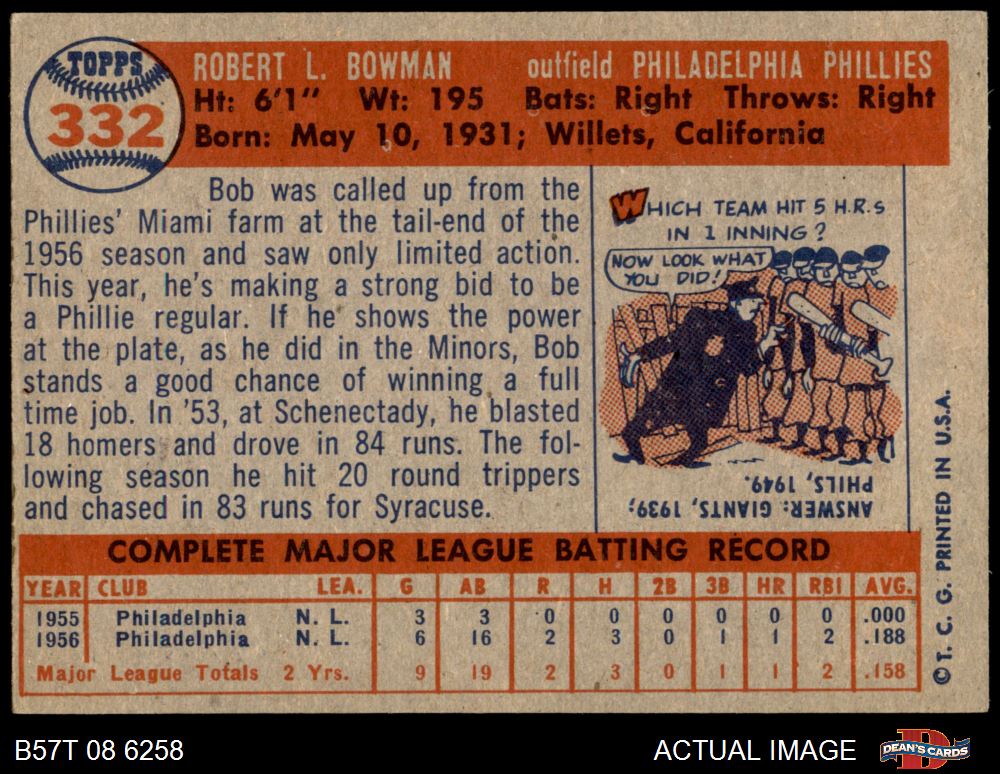 TOPPS
332
ROBERT L. BOWMAN outfield PHILADELPHIA PHILLIES
Ht: 6'1" Wt: 195 Bats: Right Throws: Right
Born: May 10, 1931; Willets, California
Bob was called up from the
Phillies' Miami farm at the tail-end of the
1956 season and saw only limited action.
This year, he's making a strong bid to be
a Phillie regular. If he shows the power
at the plate, as he did in the Minors, Bob
stands a good chance of winning a full
time job. In '53, at Schenectady, he blasted
18 homers and drove in 84 runs. The fol-
lowing season he hit 20 round trippers
and chased in 83 runs for Syracuse.
WHICH TEAM HIT 5 H.R.s
IN 1 INNING?
NOW LOOK WHAT
YOU DID!
ANSWER: GIANTS, 1939;
PHILS, 1949.
COMPLETE MAJOR LEAGUE BATTING RECORD
YEAR CLUB LEA. G AB R H 2B 3B HR RBI AVG.
1955 Philadelphia N. L. 3 3 0 0 0 0 0 0 .000
1956 Philadelphia N. L. 6 16 2 3 0 1 1 2 .188
Major League Totals 2 Yrs. 9 19 2 3 0 1 1 2 .158
© T. C. G. PRINTED IN U.S.A.
B57T 08 6258 ACTUAL IMAGE DEAN'S CARDS